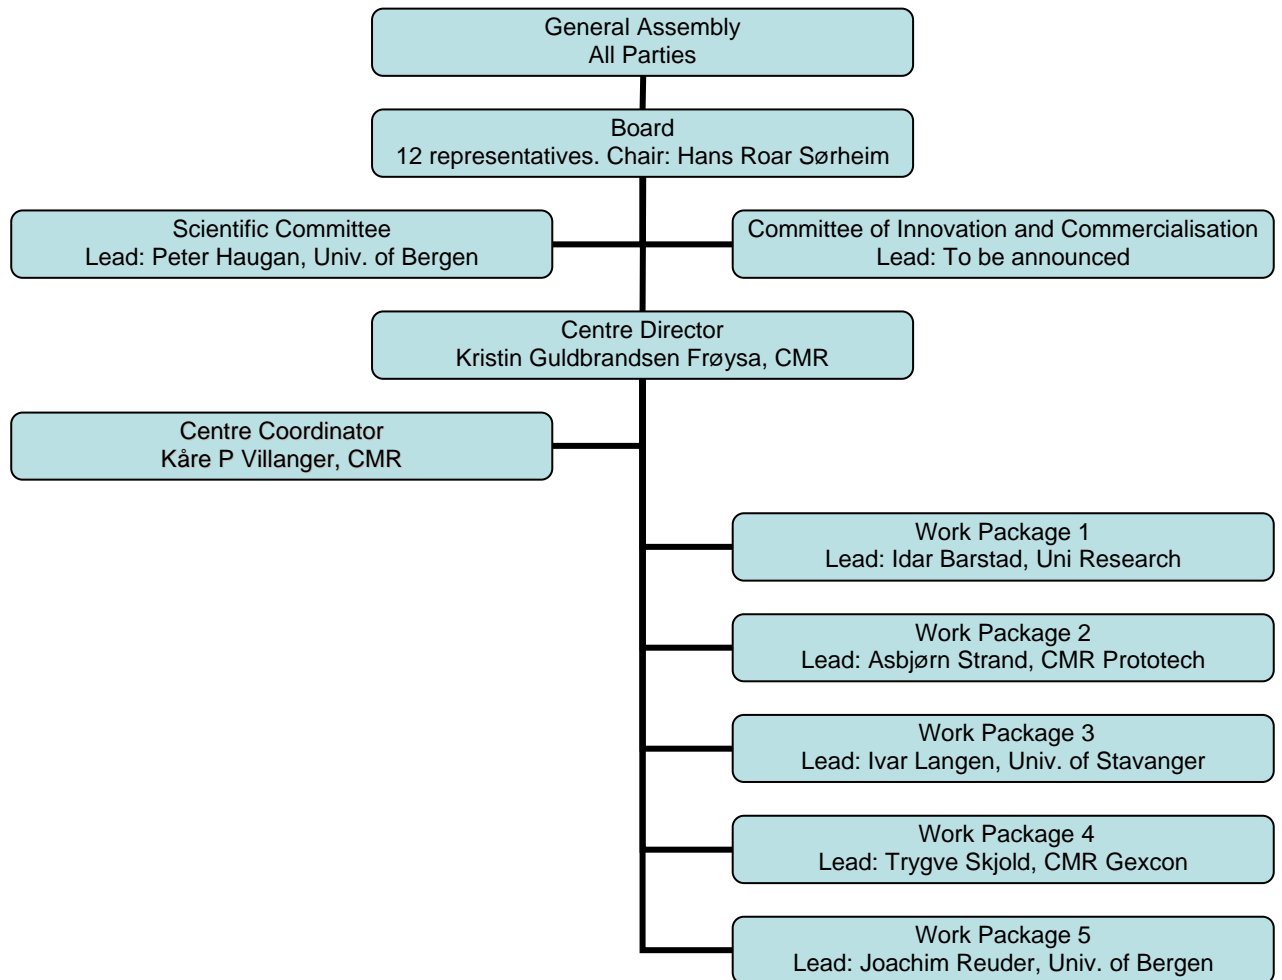 General Assembly
All Parties
Board
12 representatives. Chair: Hans Roar Sørheim
Scientific Committee
Lead: Peter Haugan, Univ. of Bergen
Committee of Innovation and Commercialisation
Lead: To be announced
Centre Director
Kristin Guldbrandsen Frøysa, CMR
Centre Coordinator
Kåre P Villanger, CMR
Work Package 1
Lead: Idar Barstad, Uni Research
Work Package 2
Lead: Asbjørn Strand, CMR Prototech
Work Package 3
Lead: Ivar Langen, Univ. of Stavanger
Work Package 4
Lead: Trygve Skjold, CMR Gexcon
Work Package 5
Lead: Joachim Reuder, Univ. of Bergen